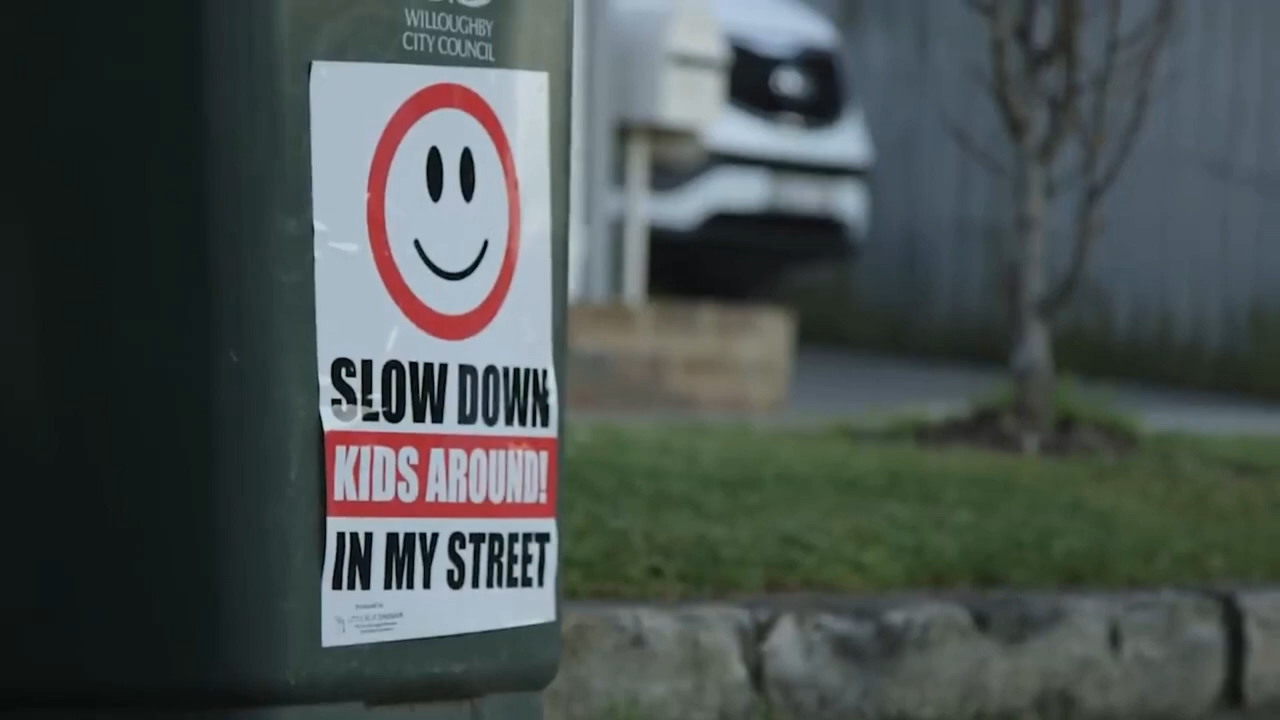 WILLOUGHBY
CITY COUNCIL
SLOW DOWN
KIDS AROUND!
IN MY STREET